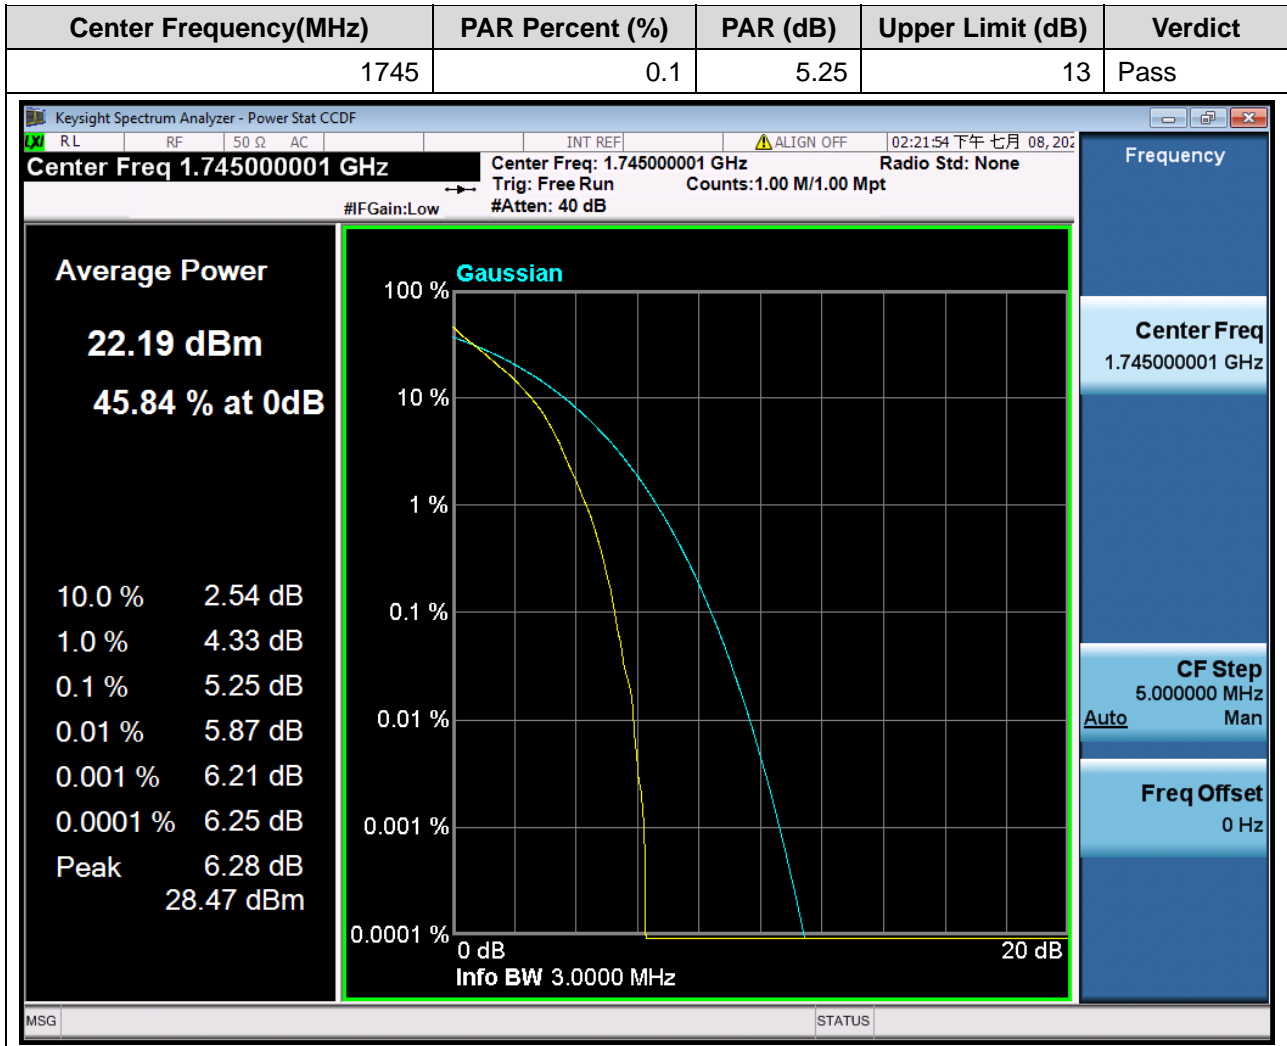 Center Frequency(MHz) PAR Percent (%) PAR (dB) Upper Limit (dB) Verdict
1745 0.1 5.25 13 Pass
Keysight Spectrum Analyzer - Power Stat CCDF
LXI RL RF 50 Ω AC INT REF ALIGN OFF 02:21:54 下午 七月 08, 202
Center Freq 1.745000001 GHz
Center Freq: 1.745000001 GHz Radio Std: None
Trig: Free Run Counts:1.00 M/1.00 Mpt
#IFGain:Low #Atten: 40 dB
Frequency
Average Power
22.19 dBm
45.84 % at 0dB
10.0 % 2.54 dB
1.0 % 4.33 dB
0.1 % 5.25 dB
0.01 % 5.87 dB
0.001 % 6.21 dB
0.0001 % 6.25 dB
Peak 6.28 dB
28.47 dBm
Gaussian
100 %
10 %
1 %
0.1 %
0.01 %
0.001 %
0.0001 %
0 dB 20 dB
Info BW 3.0000 MHz
Center Freq
1.745000001 GHz
CF Step
5.000000 MHz
Auto Man
Freq Offset
0 Hz
MSG STATUS